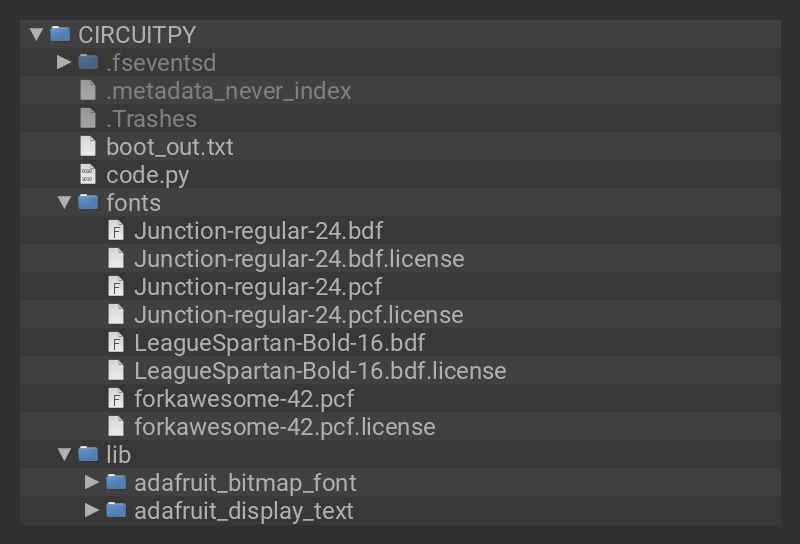 CIRCUITPY
.fseventsd
.metadata_never_index
.Trashes
boot_out.txt
code.py
fonts
Junction-regular-24.bdf
Junction-regular-24.bdf.license
Junction-regular-24.pcf
Junction-regular-24.pcf.license
LeagueSpartan-Bold-16.bdf
LeagueSpartan-Bold-16.bdf.license
forkawesome-42.pcf
forkawesome-42.pcf.license
lib
adafruit_bitmap_font
adafruit_display_text